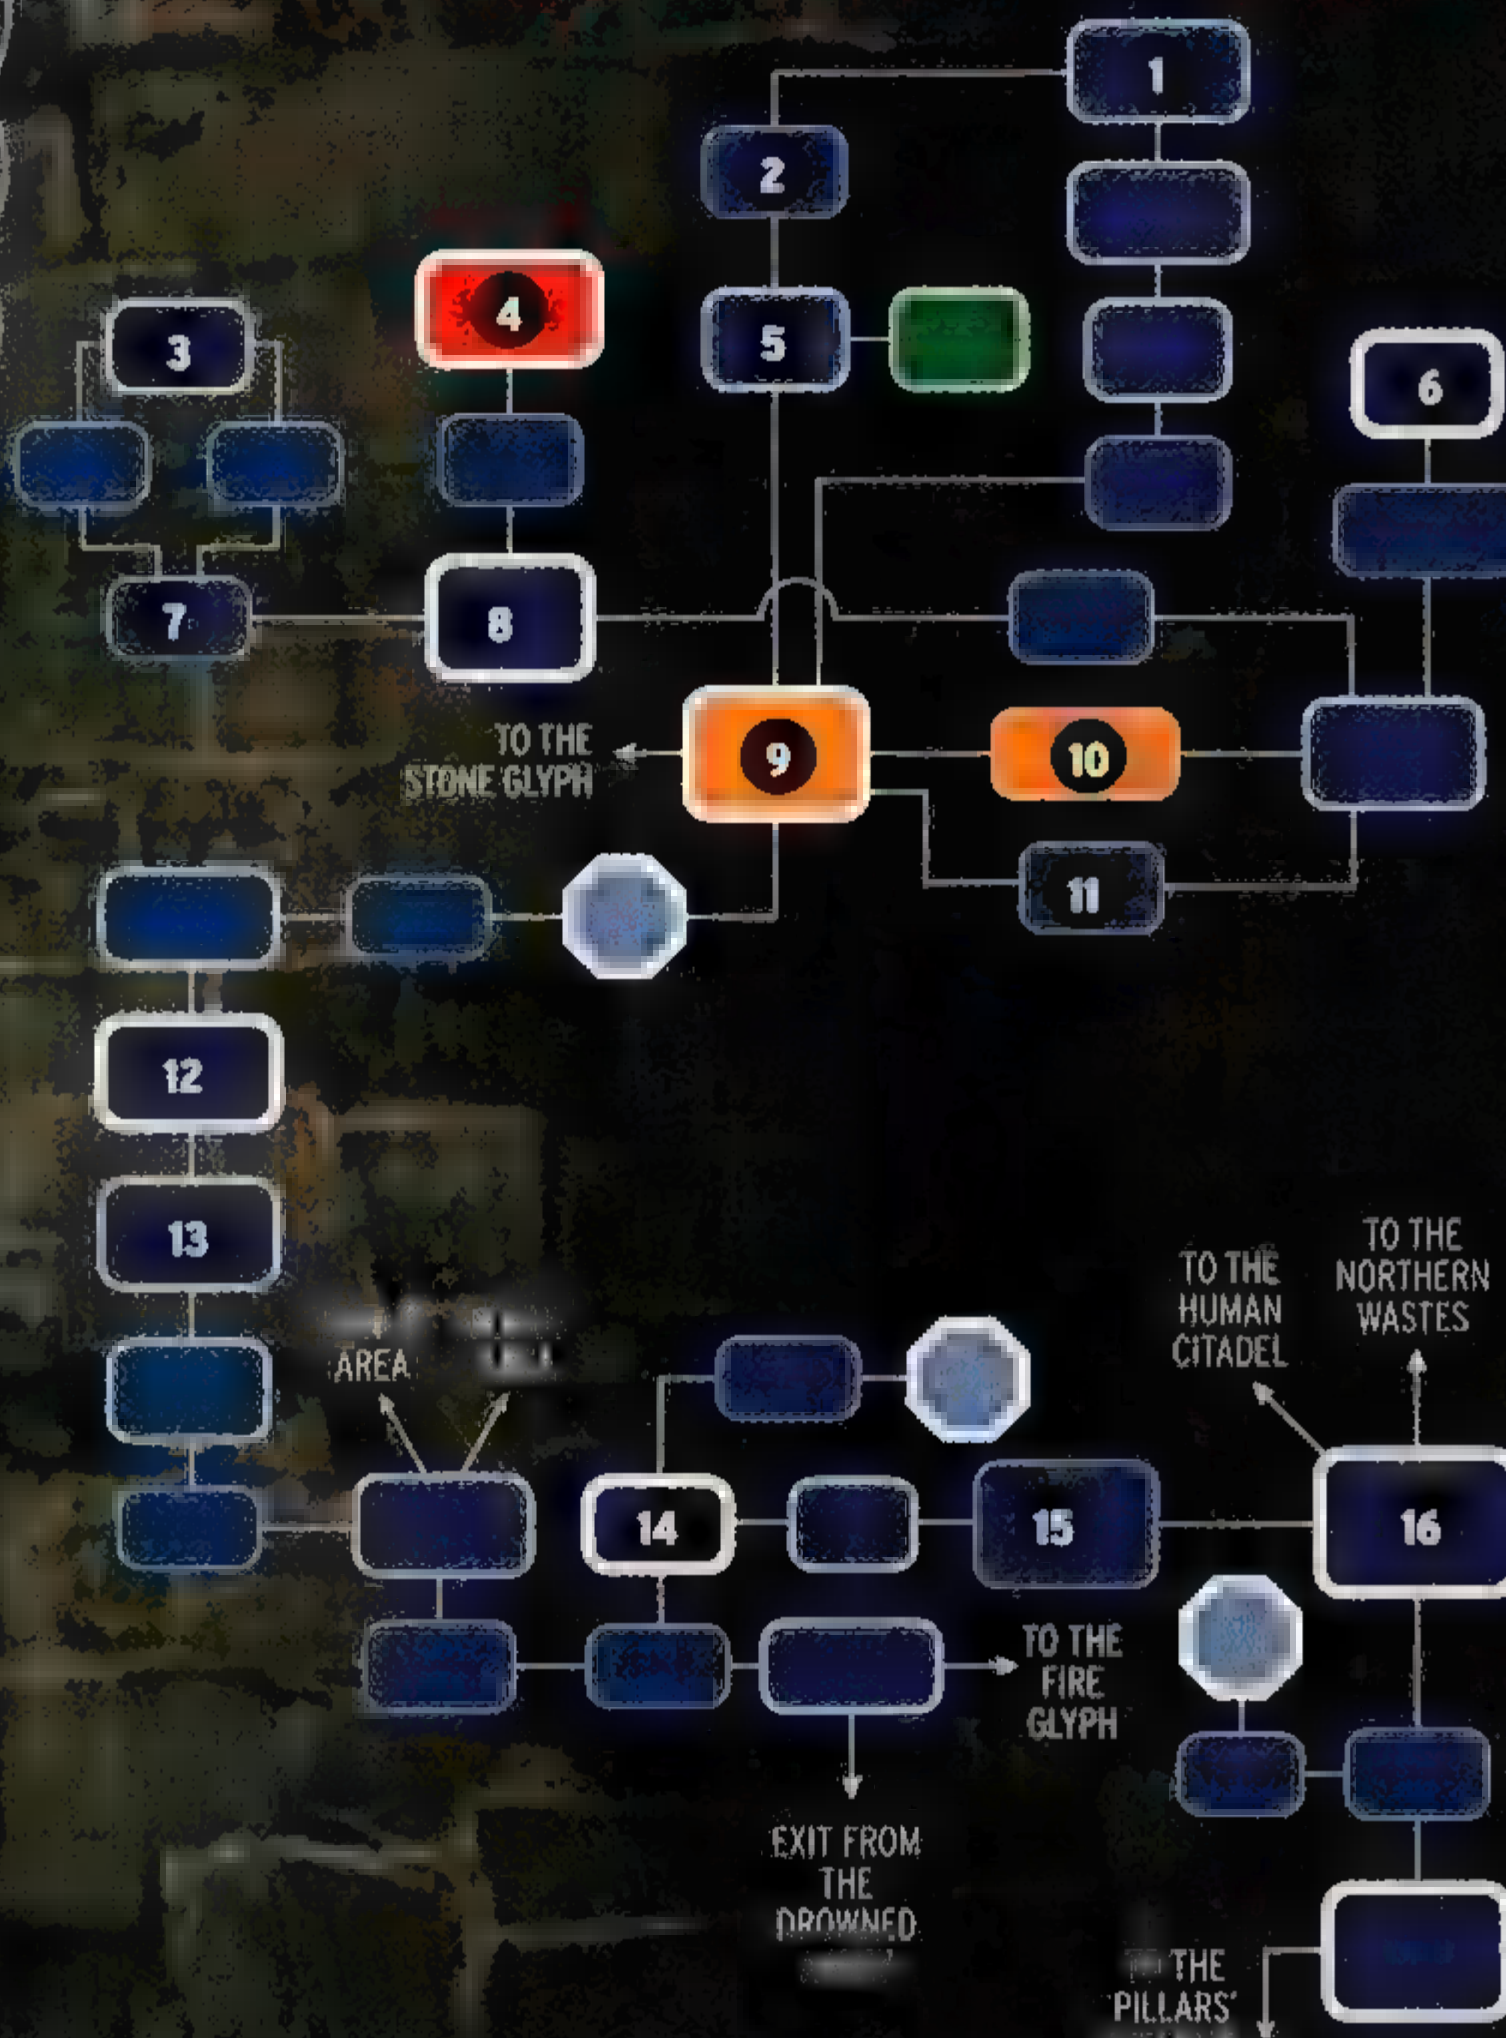 1
2
3
4
5
6
7
8
9
10
11
TO THE
STONE GLYPH
12
13
AREA
TO THE
HUMAN
CITADEL
TO THE
NORTHERN
WASTES
14
15
16
TO THE
FIRE
GLYPH
EXIT FROM
THE
DROWNED
THE
PILLARS'